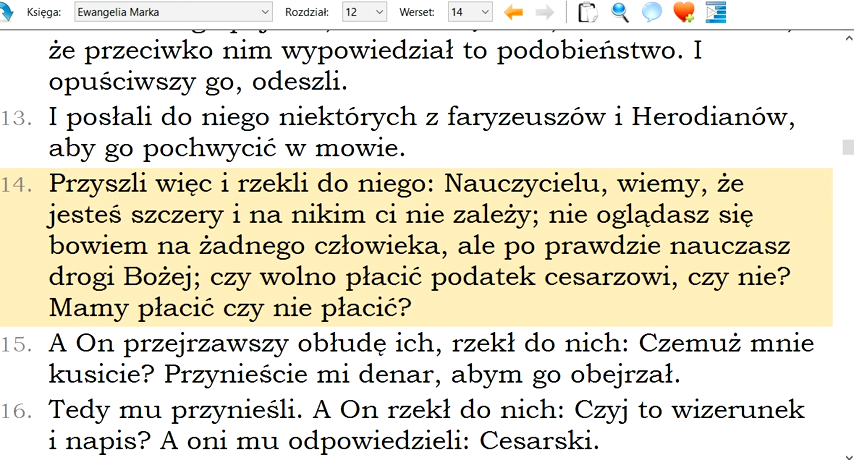 Księga: Ewangelia Marka Rozdział: 12 Werset: 14
że przeciwko nim wypowiedział to podobieństwo. I
opuściwszy go, odeszli.
13. I posłali do niego niektórych z faryzeuszów i Herodianów,
aby go pochwycić w mowie.
14. Przyszli więc i rzekli do niego: Nauczycielu, wiemy, że
jesteś szczery i na nikim ci nie zależy; nie oglądasz się
bowiem na żadnego człowieka, ale po prawdzie nauczasz
drogi Bożej; czy wolno płacić podatek cesarzowi, czy nie?
Mamy płacić czy nie płacić?
15. A On przejrzawszy obłudę ich, rzekł do nich: Czemuż mnie
kusicie? Przynieście mi denar, abym go obejrzał.
16. Tedy mu przynieśli. A On rzekł do nich: Czyj to wizerunek
i napis? A oni mu odpowiedzieli: Cesarski.